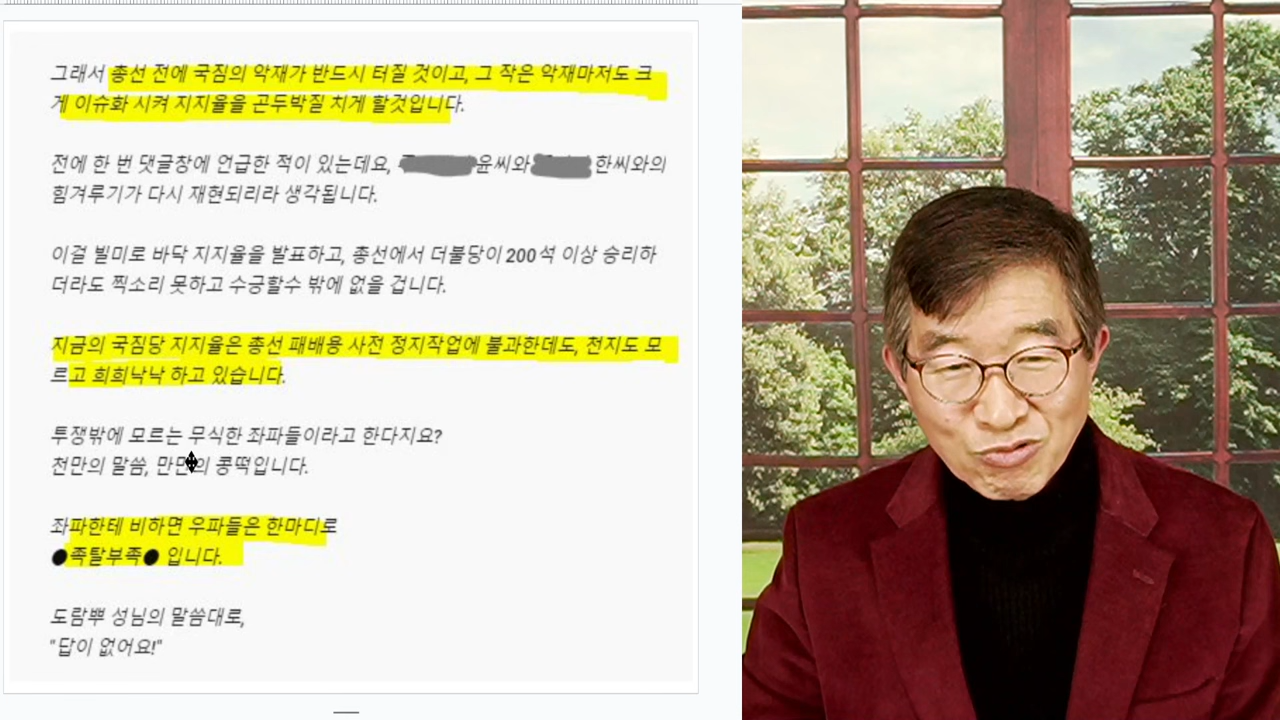 그래서 총선 전에 국짐의 악재가 반드시 터질 것이고, 그 작은 악재마저도 크
게 이슈화 시켜 지지율을 곤두박질 치게 할것입니다.
전에 한 번 댓글창에 언급한 적이 있는데요, 윤씨와 한씨와의
힘겨루기가 다시 재현되리라 생각됩니다.
이걸 빌미로 바닥 지지율을 발표하고, 총선에서 더불당이 200석 이상 승리하
더라도 찍소리 못하고 수긍할수 밖에 없을 겁니다.
지금의 국짐당 지지율은 총선 패배용 사전 정지작업에 불과한데도, 천지도 모
르고 희희낙낙 하고 있습니다.
투쟁밖에 모르는 무식한 좌파들이라고 한다지요?
천만의 말씀, 만만의 콩떡입니다.
좌파한테 비하면 우파들은 한마디로
●족탈부족● 입니다.
도람뿌 성님의 말씀대로,
"답이 없어요!"